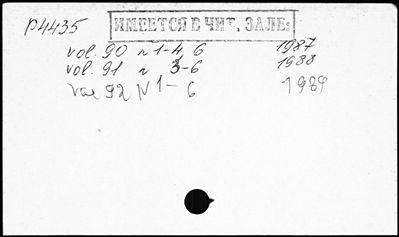 р4435
ИМЕЕТСЯ В ЧИТ. ЗАЛЕ:
vol. 90 n 1-4, 6 1987
vol. 91 n 3-6 1988
vol 92 N 1-6 1989